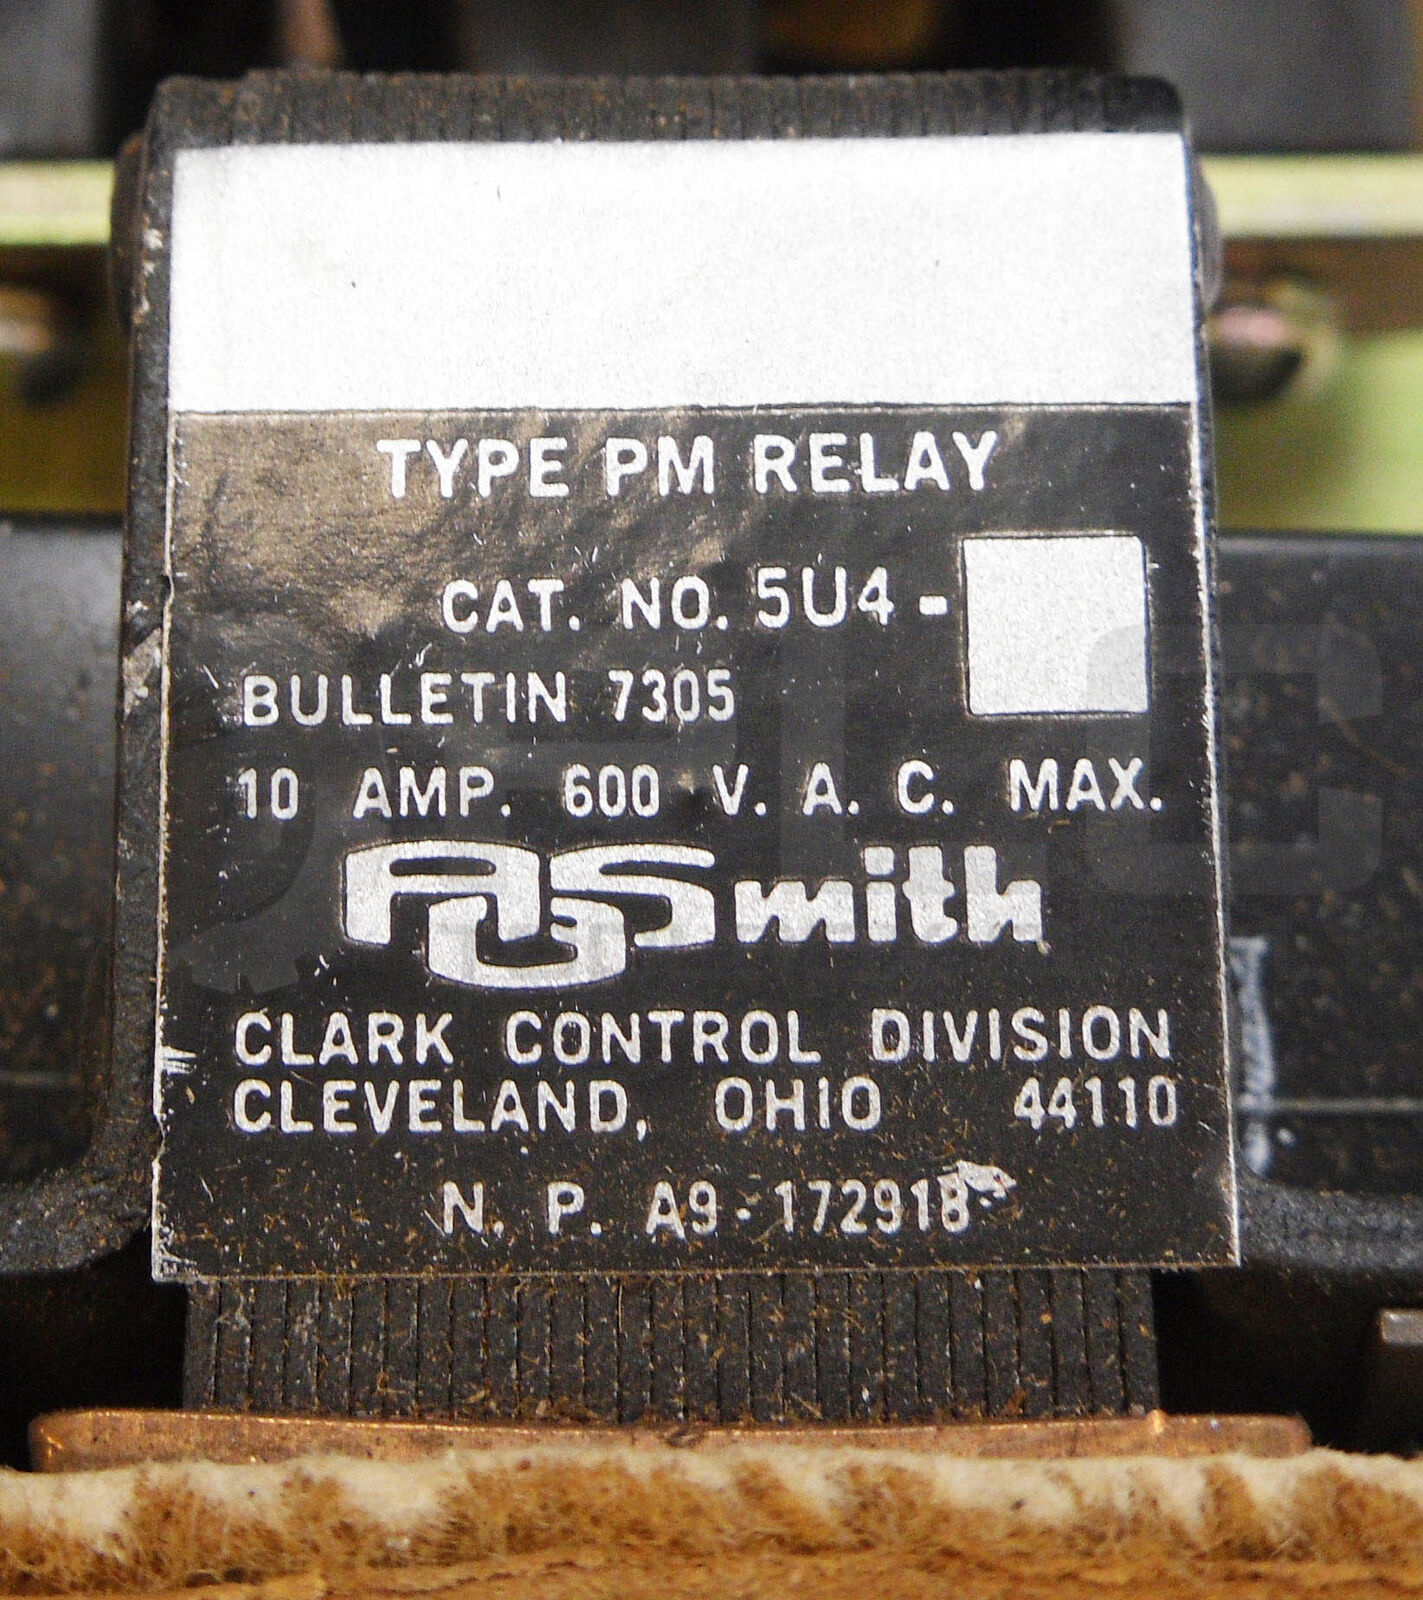 TYPE PM RELAY
CAT. NO. 5U4 -
BULLETIN 7305
10 AMP. 600 V. A. C. MAX.
AOSmith
CLARK CONTROL DIVISION
CLEVELAND, OHIO 44110
N. P. A9-172918